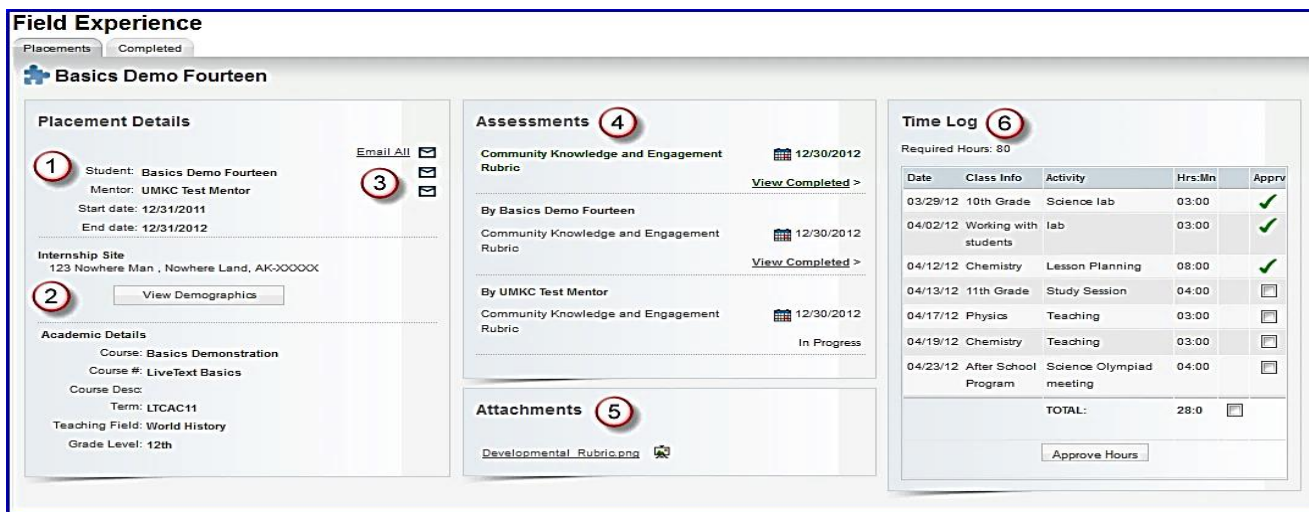 Field Experience
Placements Completed
Basics Demo Fourteen
Placement Details
1
Email All
Student: Basics Demo Fourteen
Mentor: UMKC Test Mentor
3
Start date: 12/31/2011
End date: 12/31/2012
Internship Site
123 Nowhere Man , Nowhere Land, AK-XXXXX
2
View Demographics
Academic Details
Course: Basics Demonstration
Course #: LiveText Basics
Course Desc:
Term: LTCAC11
Teaching Field: World History
Grade Level: 12th
Assessments 4
Community Knowledge and Engagement 12/30/2012
Rubric
View Completed >
By Basics Demo Fourteen
Community Knowledge and Engagement 12/30/2012
Rubric
View Completed >
By UMKC Test Mentor
Community Knowledge and Engagement 12/30/2012
Rubric
In Progress
Attachments 5
Developmental_Rubric.png
Time Log 6
Required Hours: 80
Date Class Info Activity Hrs:Mn Apprv
03/29/12 10th Grade Science lab 03:00
04/02/12 Working with lab 03:00
students
04/12/12 Chemistry Lesson Planning 08:00
04/13/12 11th Grade Study Session 04:00
04/17/12 Physics Teaching 03:00
04/19/12 Chemistry Teaching 03:00
04/23/12 After School Science Olympiad 04:00
Program meeting
TOTAL: 28:0
Approve Hours